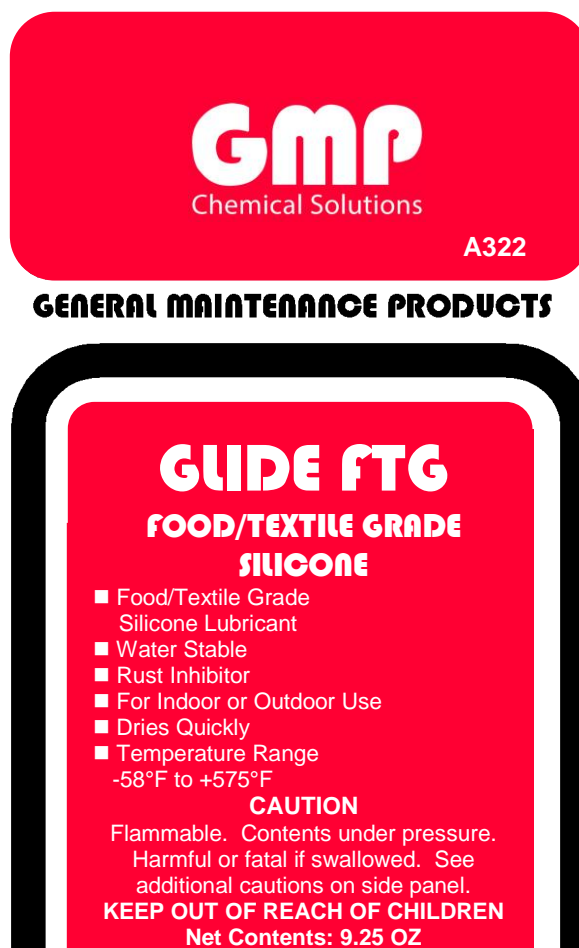 GMP
Chemical Solutions
A322
GENERAL MAINTENANCE PRODUCTS
GLIDE FTG
FOOD/TEXTILE GRADE
SILICONE
■ Food/Textile Grade
Silicone Lubricant
■ Water Stable
■ Rust Inhibitor
■ For Indoor or Outdoor Use
■ Dries Quickly
■ Temperature Range
-58°F to +575°F
CAUTION
Flammable. Contents under pressure.
Harmful or fatal if swallowed. See
additional cautions on side panel.
KEEP OUT OF REACH OF CHILDREN
Net Contents: 9.25 OZ